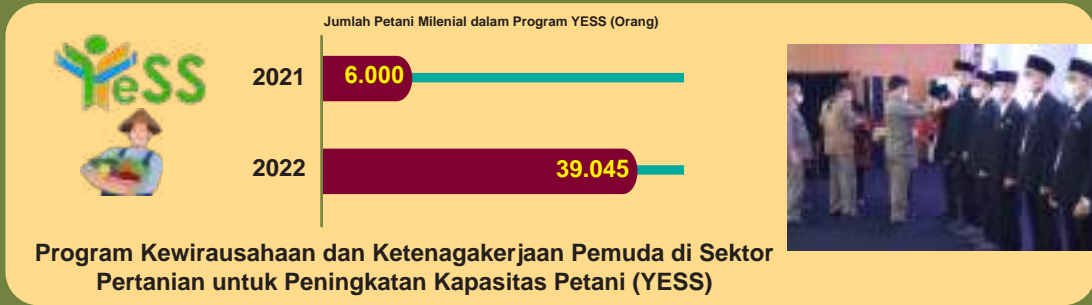 Jumlah Petani Milenial dalam Program YESS (Orang)
YeSS
2021
6.000
2022
39.045
Program Kewirausahaan dan Ketenagakerjaan Pemuda di Sektor
Pertanian untuk Peningkatan Kapasitas Petani (YESS)